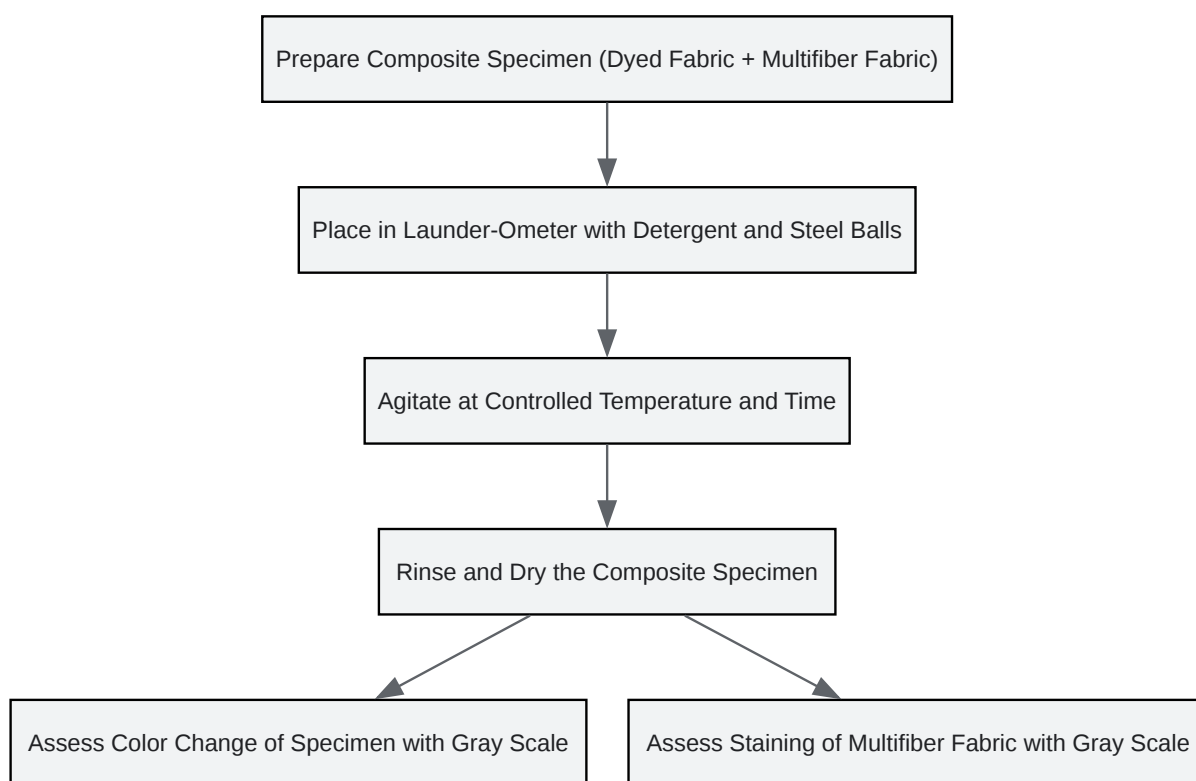 Prepare Composite Specimen (Dyed Fabric + Multifiber Fabric)
Place in Launder-Ometer with Detergent and Steel Balls
Agitate at Controlled Temperature and Time
Rinse and Dry the Composite Specimen
Assess Color Change of Specimen with Gray Scale
Assess Staining of Multifiber Fabric with Gray Scale